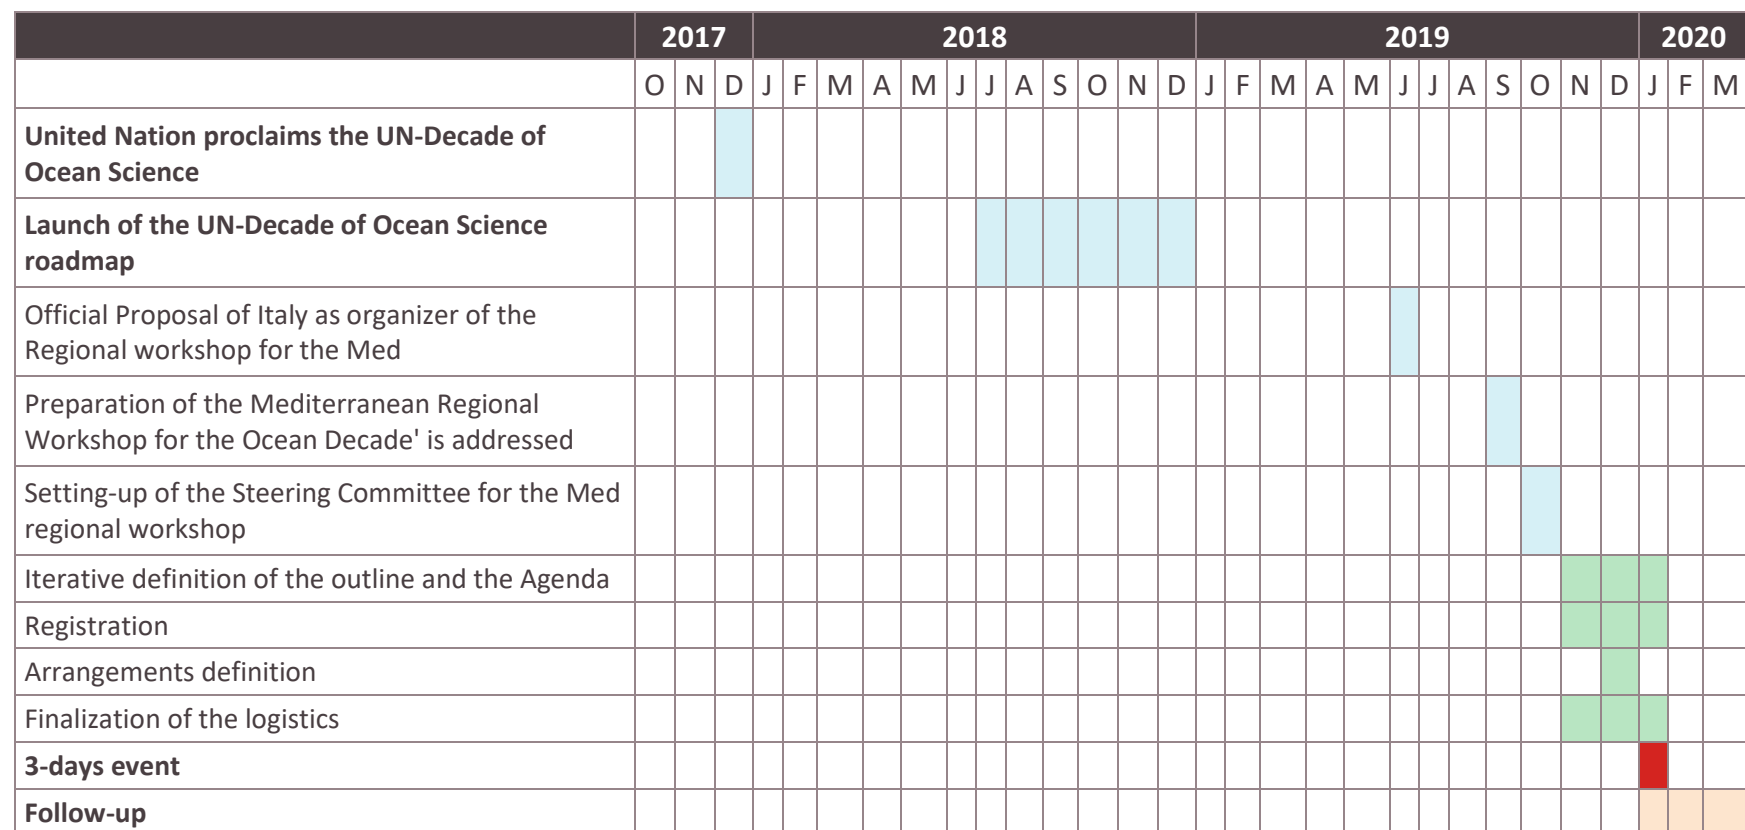 2017 2018 2019 2020
O N D J F M A M J J A S O N D J F M A M J J A S O N D J F M
United Nation proclaims the UN-Decade of
Ocean Science
Launch of the UN-Decade of Ocean Science
roadmap
Official Proposal of Italy as organizer of the
Regional workshop for the Med
Preparation of the Mediterranean Regional
Workshop for the Ocean Decade' is addressed
Setting-up of the Steering Committee for the Med
regional workshop
Iterative definition of the outline and the Agenda
Registration
Arrangements definition
Finalization of the logistics
3-days event
Follow-up